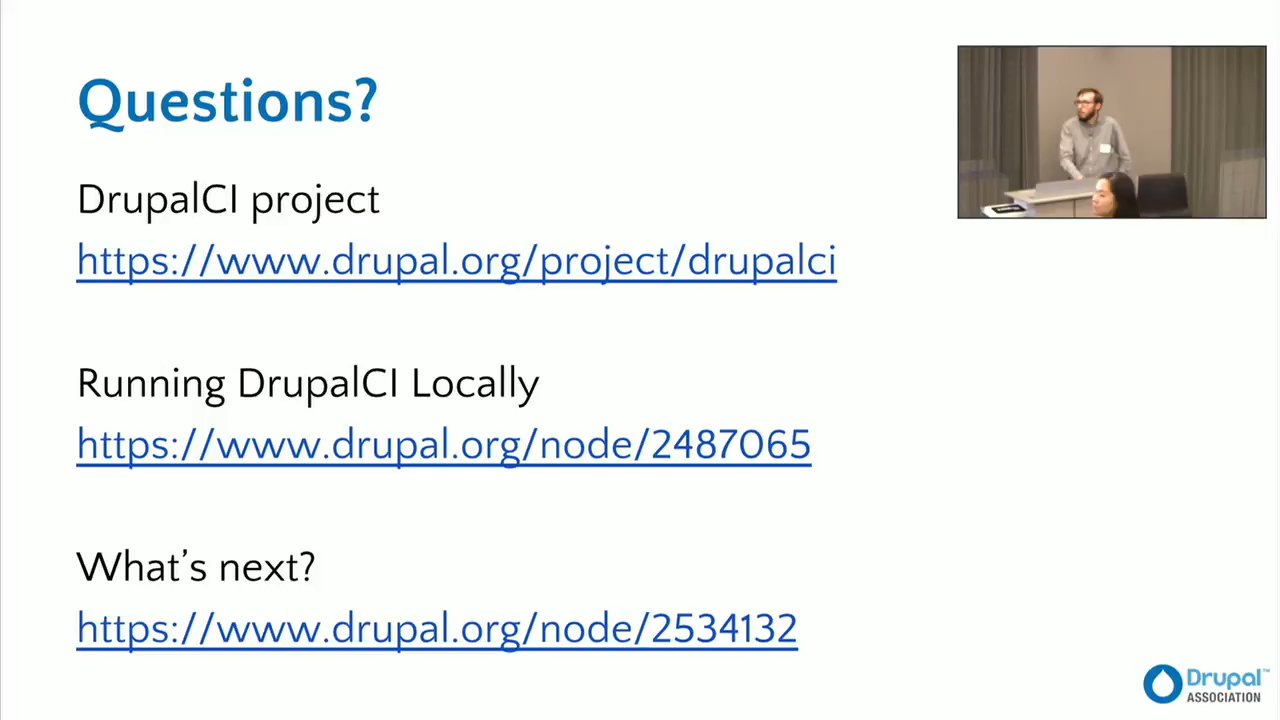 Questions?
DrupalCI project
https://www.drupal.org/project/drupalci
Running DrupalCI Locally
https://www.drupal.org/node/2487065
What’s next?
https://www.drupal.org/node/2534132
Drupal™
ASSOCIATION